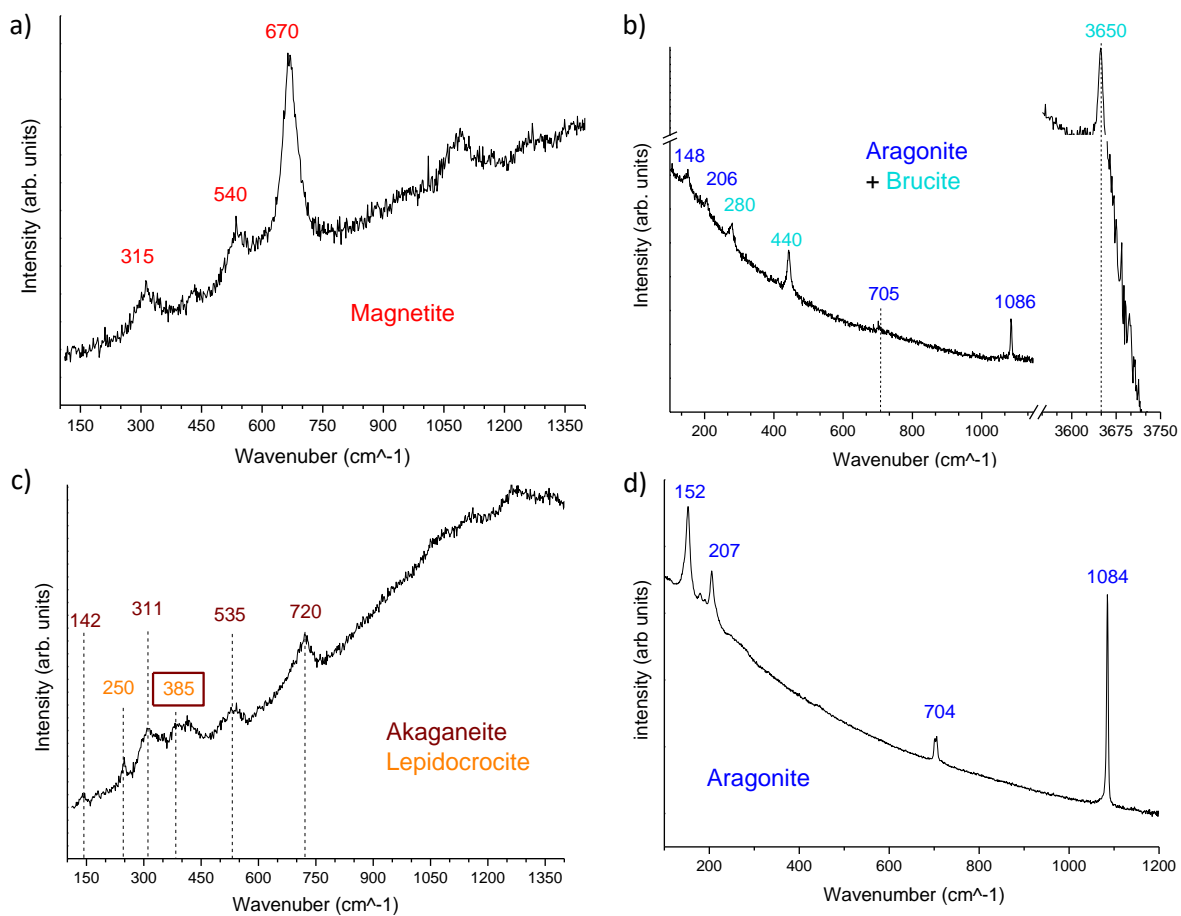 a)
670
540
315
Magnetite
Intensity (arb. units)
150 300 450 600 750 900 1050 1200 1350
Wavenuber (cm^-1)
b)
3650
148
206
280
440
705
1086
Aragonite
+ Brucite
Intensity (arb. units)
200 400 600 800 1000 3600 3675 3750
Wavenuber (cm^-1)
c)
142
311
535
720
250
385
Akaganeite
Lepidocrocite
Intensity (arb. units)
150 300 450 600 750 900 1050 1200 1350
Wavenuber (cm^-1)
d)
152
207
704
1084
Aragonite
intensity (arb units)
200 400 600 800 1000 1200
Wavenumber (cm^-1)